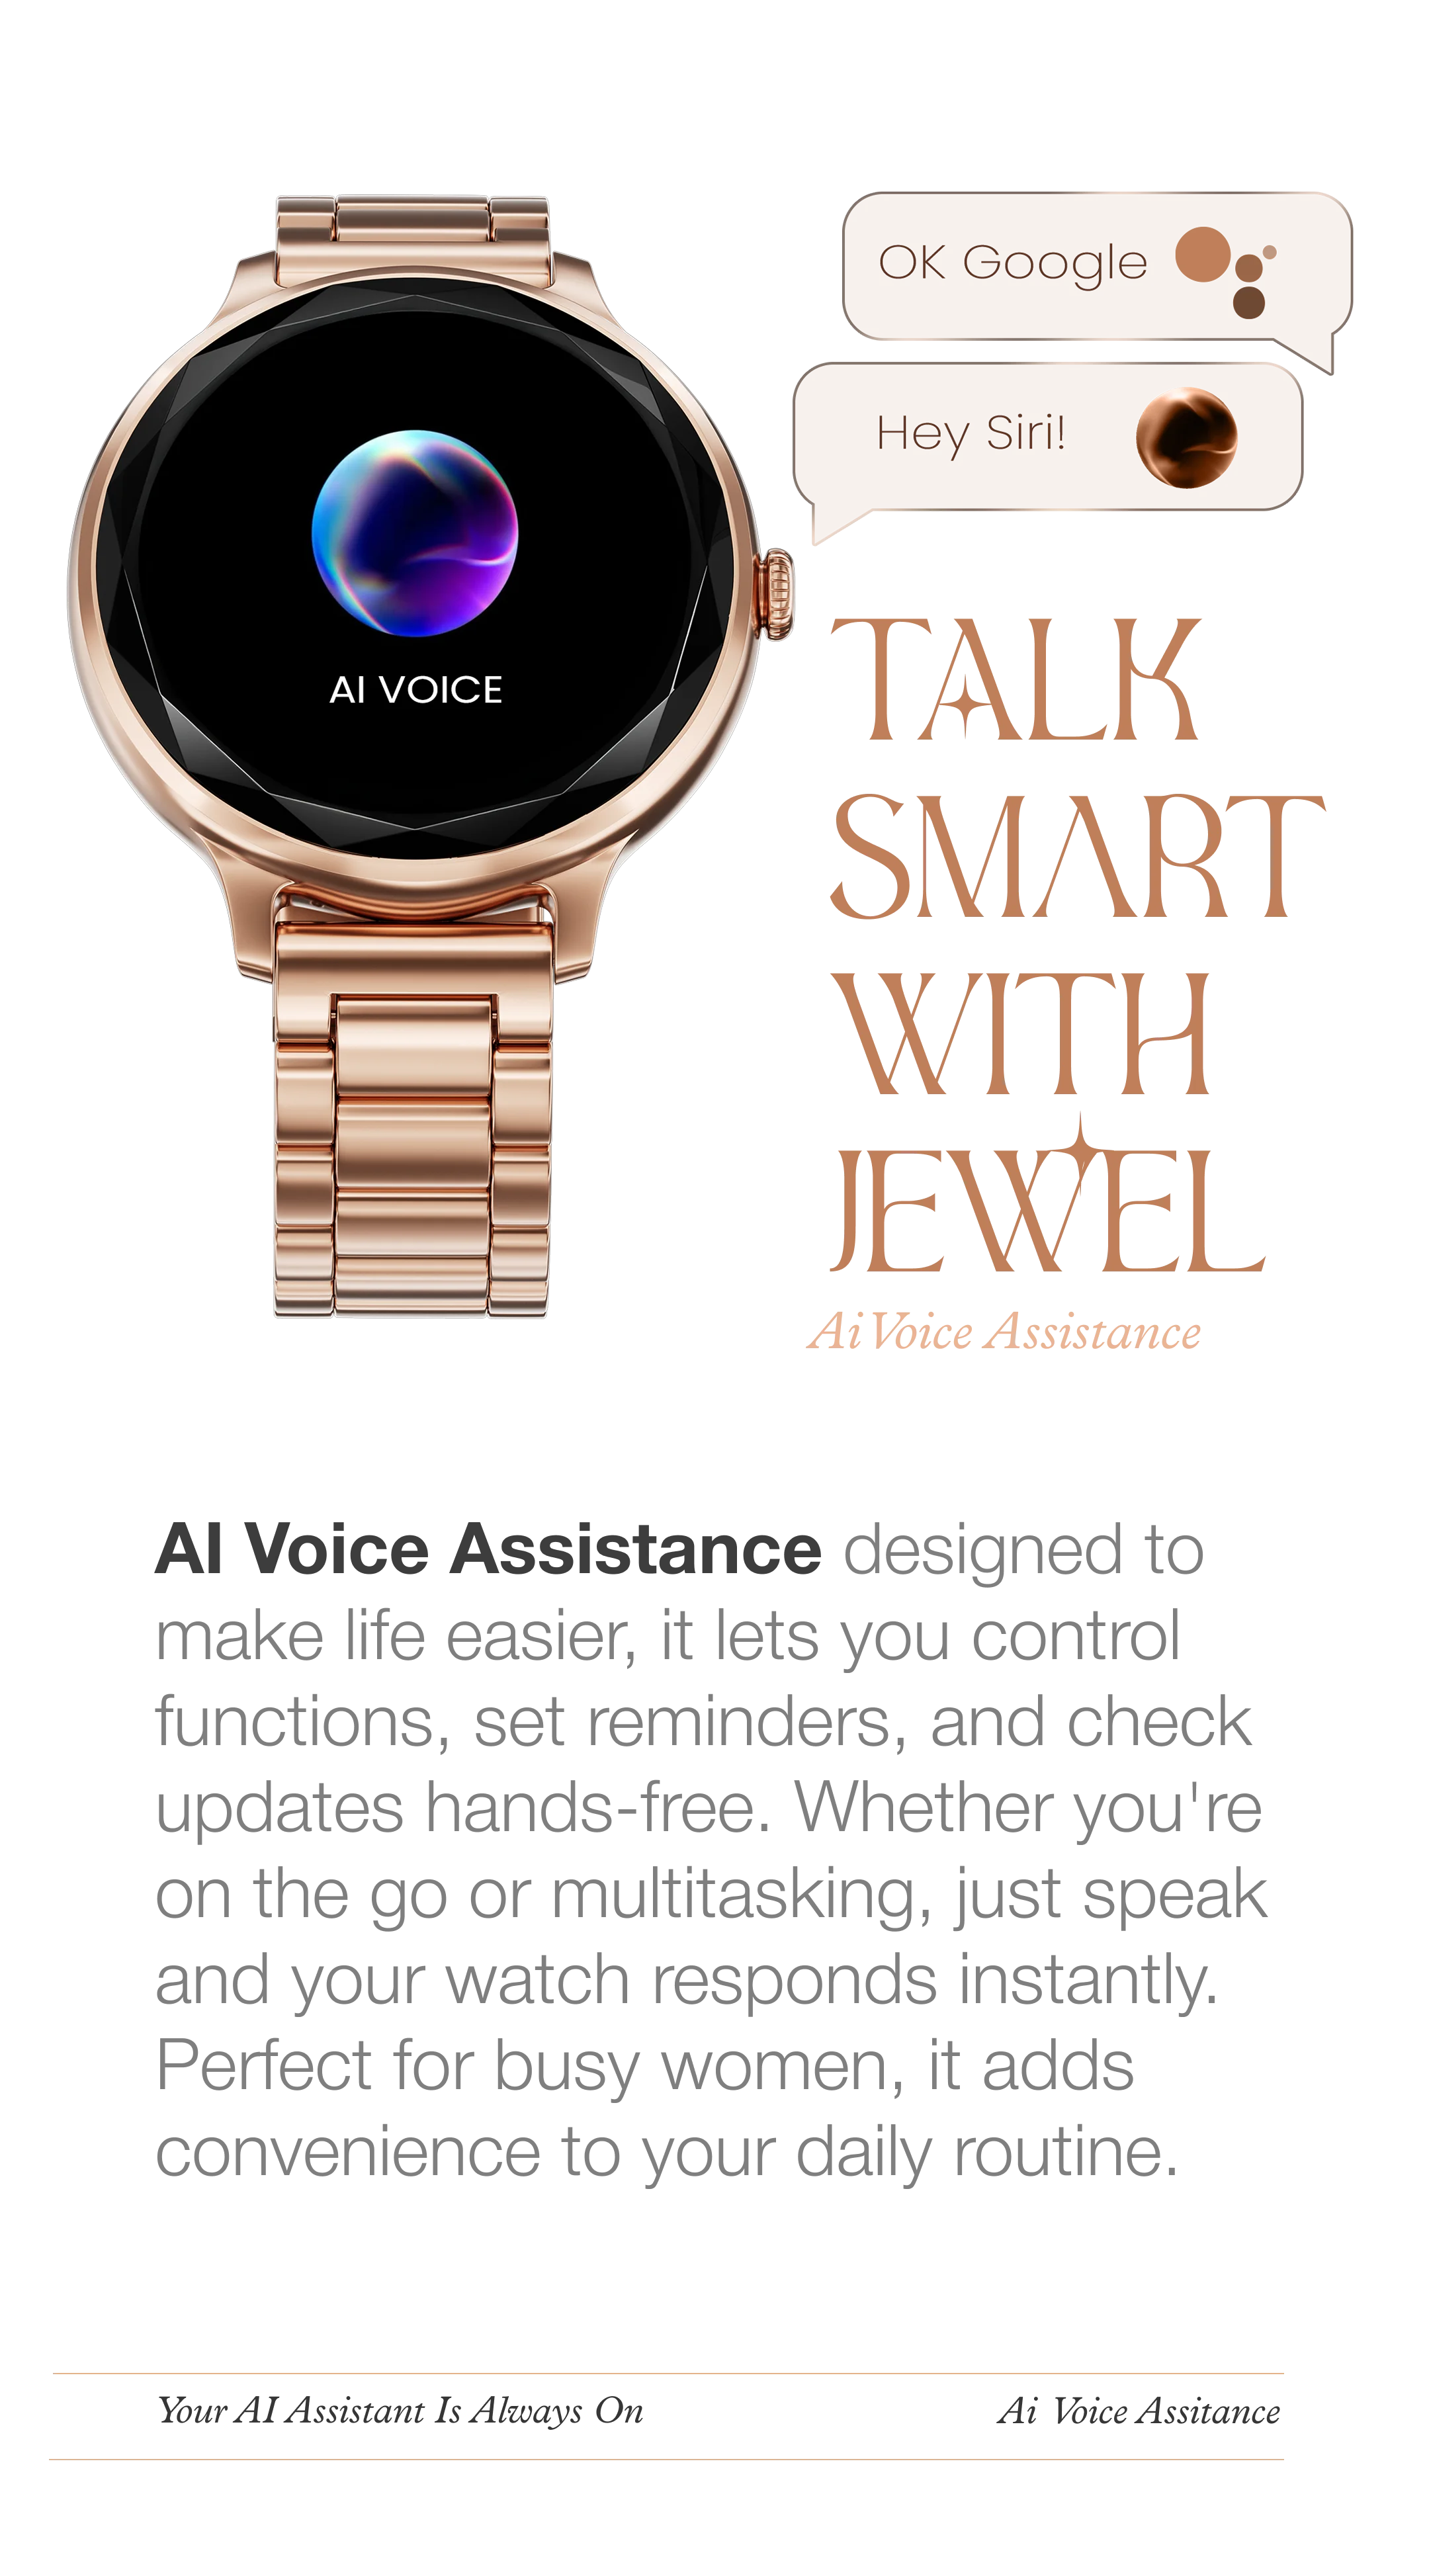 OK Google
Hey Siri!
AI VOICE
TALK
SMART
WITH
JEWEL
Ai Voice Assistance
AI Voice Assistance designed to
make life easier, it lets you control
functions, set reminders, and check
updates hands-free. Whether you're
on the go or multitasking, just speak
and your watch responds instantly.
Perfect for busy women, it adds
convenience to your daily routine.
Your AI Assistant Is Always On
Ai Voice Assitance